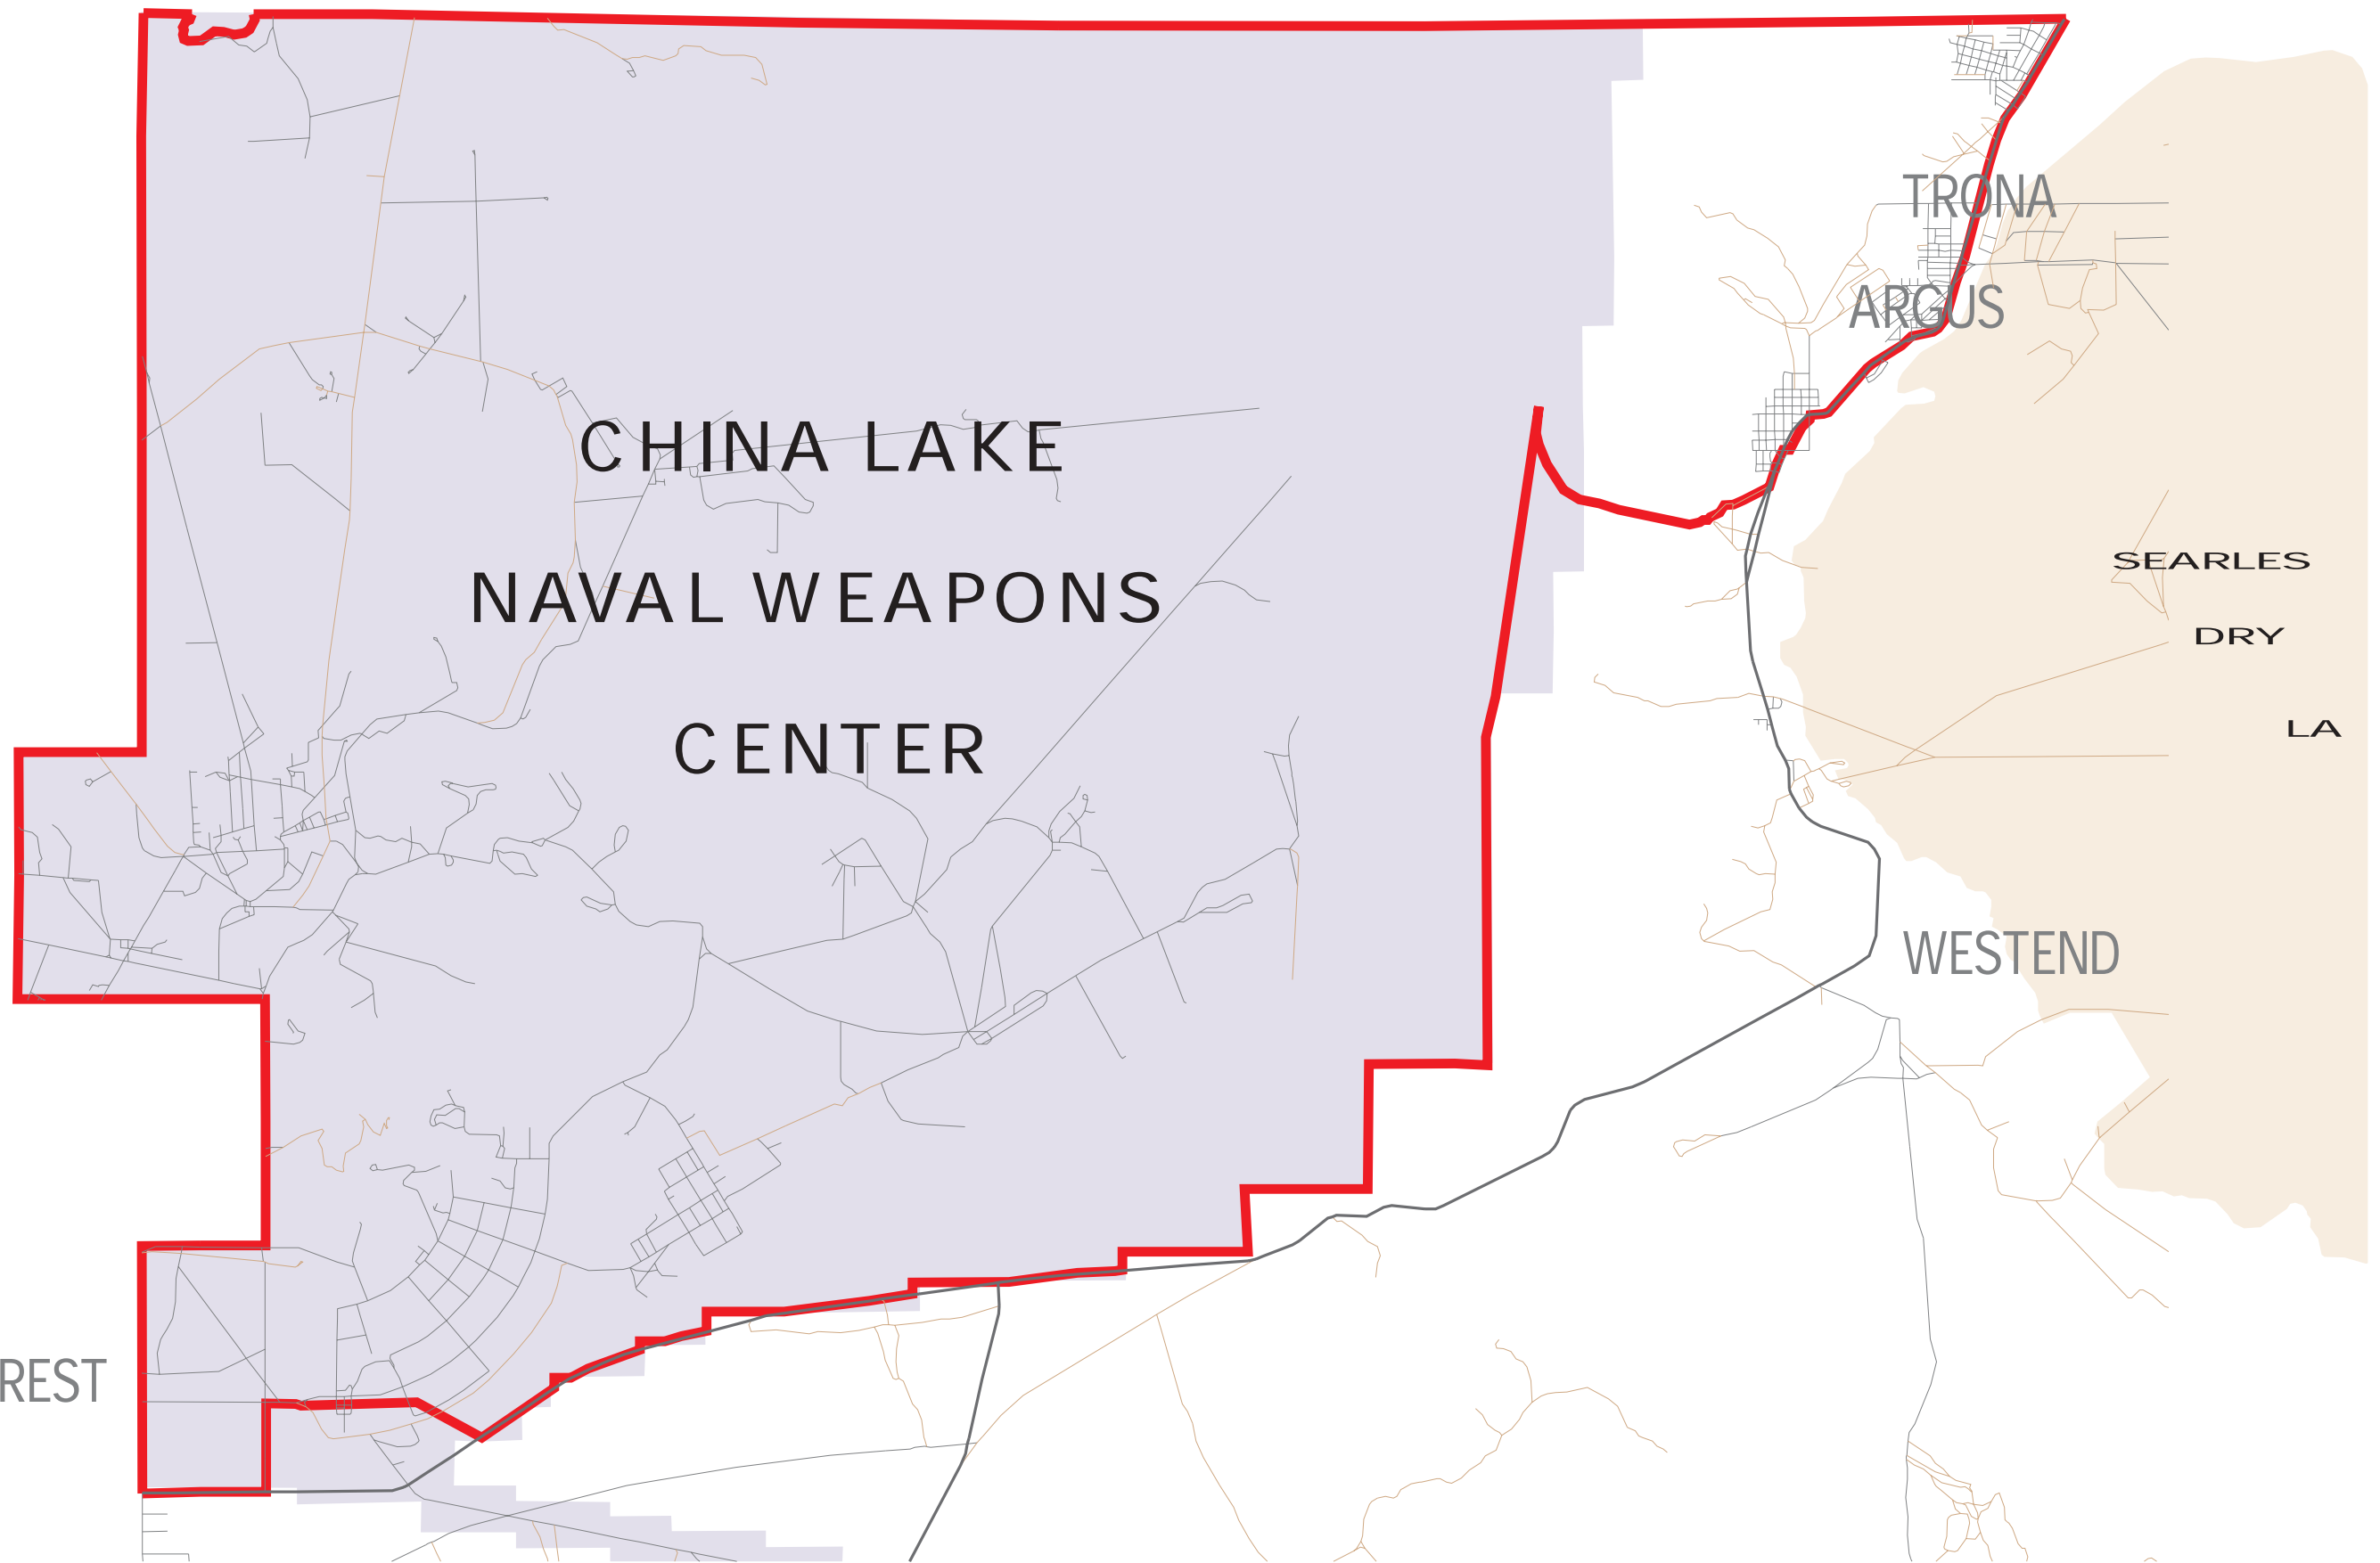 TRONA
ARGUS
CHINA LAKE
NAVAL WEAPONS
CENTER
SEARLES
DRY
LA
WESTEND
REST